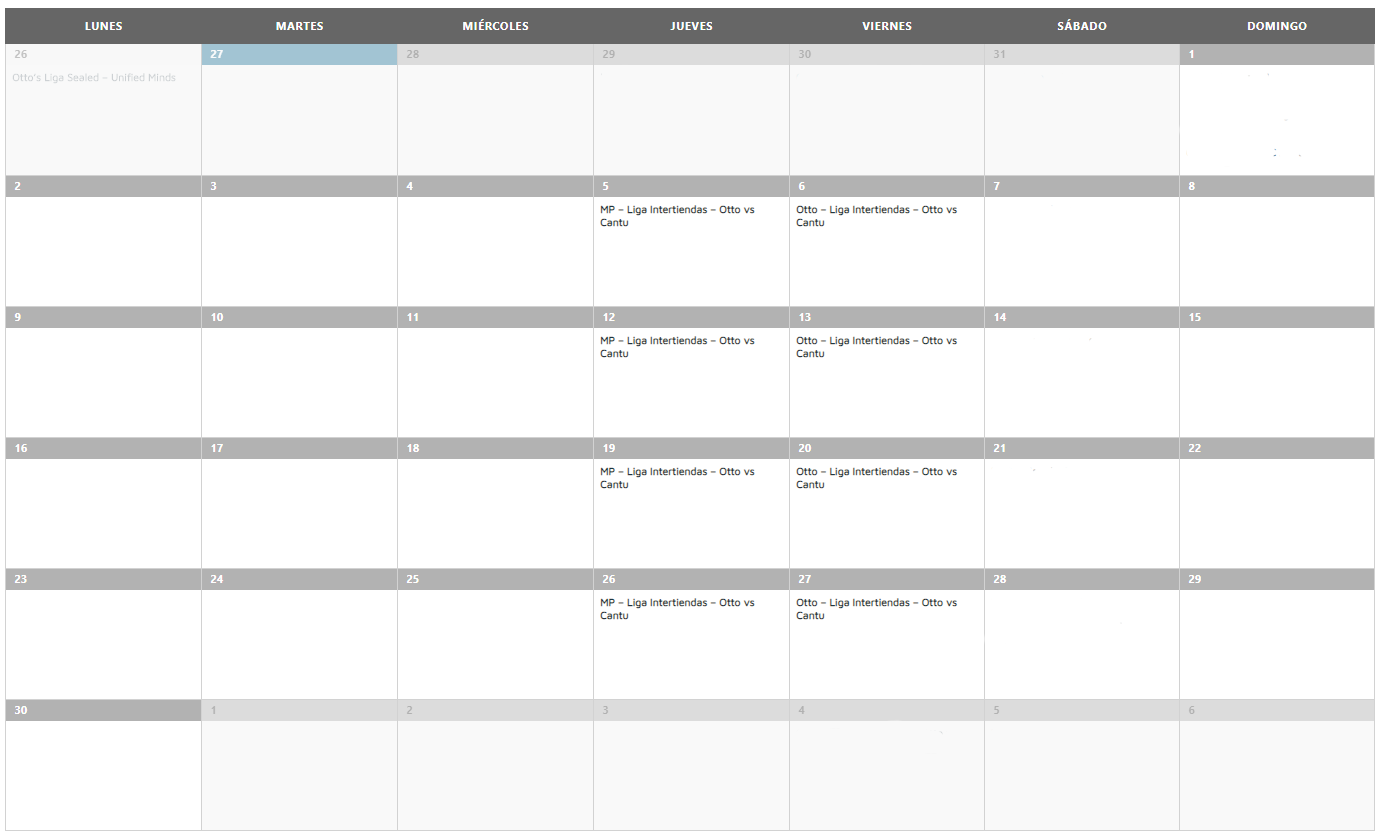 LUNES MARTES MIÉRCOLES JUEVES VIERNES SÁBADO DOMINGO
26 27 28 29 30 31 1
Otto's Liga Sealed – Unified Minds
2 3 4 5 6 7 8
MP – Liga Intertiendas – Otto vs
Cantu
Otto – Liga Intertiendas – Otto vs
Cantu
9 10 11 12 13 14 15
MP – Liga Intertiendas – Otto vs
Cantu
Otto – Liga Intertiendas – Otto vs
Cantu
16 17 18 19 20 21 22
MP – Liga Intertiendas – Otto vs
Cantu
Otto – Liga Intertiendas – Otto vs
Cantu
23 24 25 26 27 28 29
MP – Liga Intertiendas – Otto vs
Cantu
Otto – Liga Intertiendas – Otto vs
Cantu
30 1 2 3 4 5 6